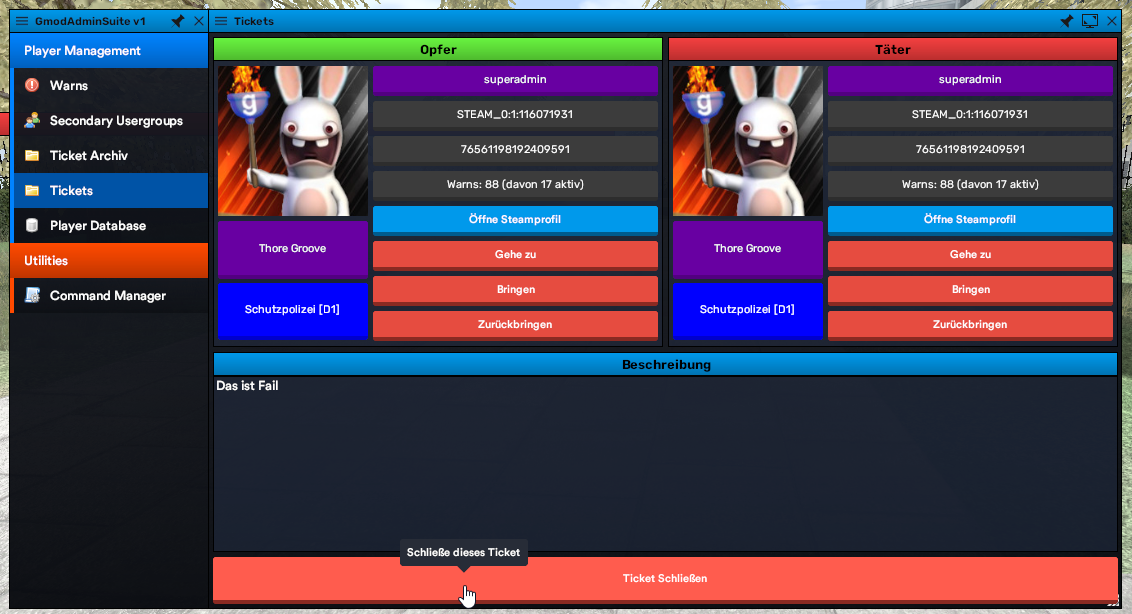 GmodAdminSuite v1
Player Management
Warns
Secondary Usergroups
Ticket Archiv
Tickets
Player Database
Utilities
Command Manager
Tickets
Opfer
superadmin
STEAM_0:1:116071931
76561198192409591
Warns: 88 (davon 17 aktiv)
Öffne Steamprofil
Thore Groove
Gehe zu
Bringen
Schutzpolizei [D1]
Zurückbringen
Täter
superadmin
STEAM_0:1:116071931
76561198192409591
Warns: 88 (davon 17 aktiv)
Öffne Steamprofil
Thore Groove
Gehe zu
Bringen
Schutzpolizei [D1]
Zurückbringen
Beschreibung
Das ist Fail
Schließe dieses Ticket
Ticket Schließen